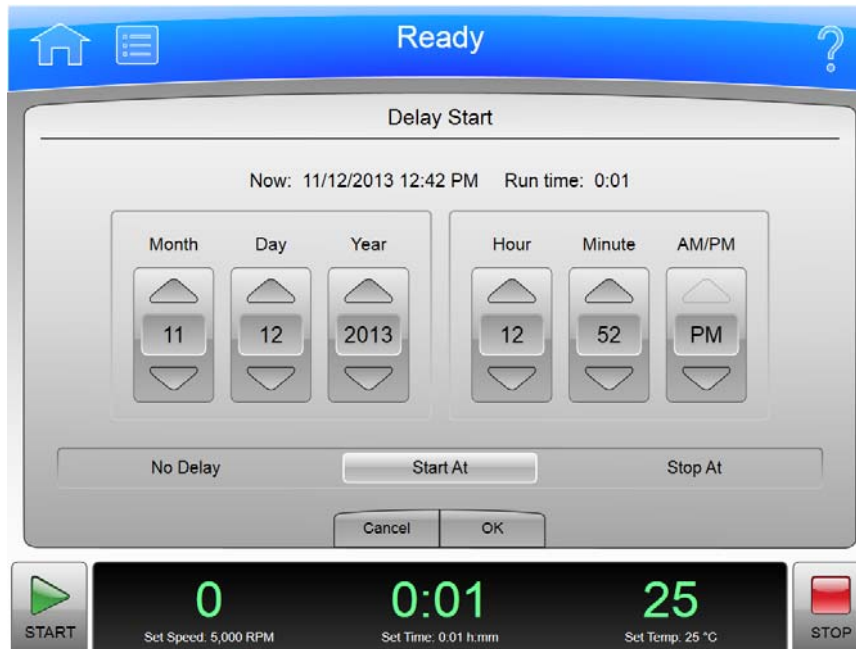 Ready
?
Delay Start
Now: 11/12/2013 12:42 PM Run time: 0:01
Month Day Year Hour Minute AM/PM
11 12 2013 12 52 PM
No Delay Start At Stop At
Cancel OK
0 0:01 25
START Set Speed: 5,000 RPM Set Time: 0:01 h:mm Set Temp: 25 °C STOP